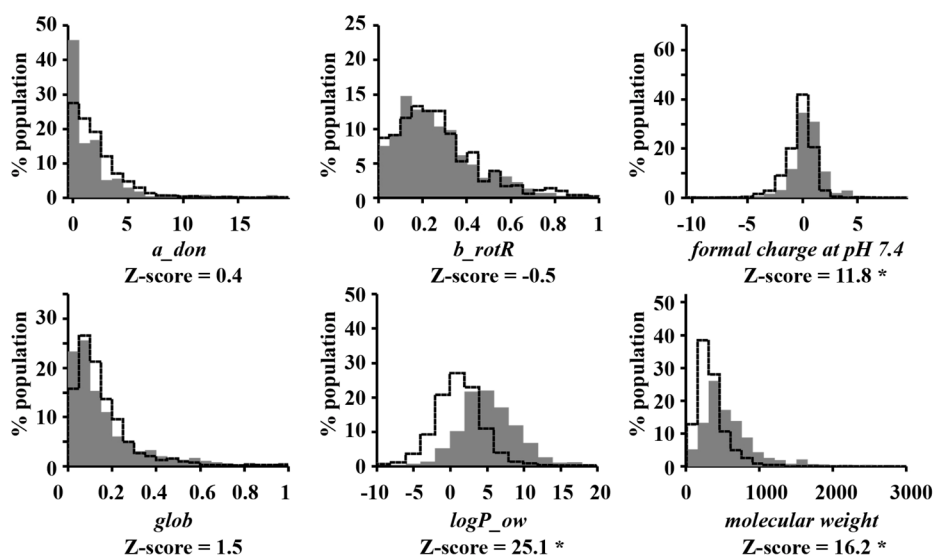 % population
50
40
30
20
10
0
0 5 10 15
a_don
Z-score = 0.4
% population
25
20
15
10
5
0
0 0.2 0.4 0.6 0.8 1
b_rotR
Z-score = -0.5
% population
70
60
40
20
0
-10 -5 0 5
formal charge at pH 7.4
Z-score = 11.8 *
% population
30
20
10
0
0 0.2 0.4 0.6 0.8 1
glob
Z-score = 1.5
% population
50
40
30
20
10
0
-10 -5 0 5 10 15 20
logP_ow
Z-score = 25.1 *
% population
50
40
30
20
10
0
0 1000 2000 3000
molecular weight
Z-score = 16.2 *